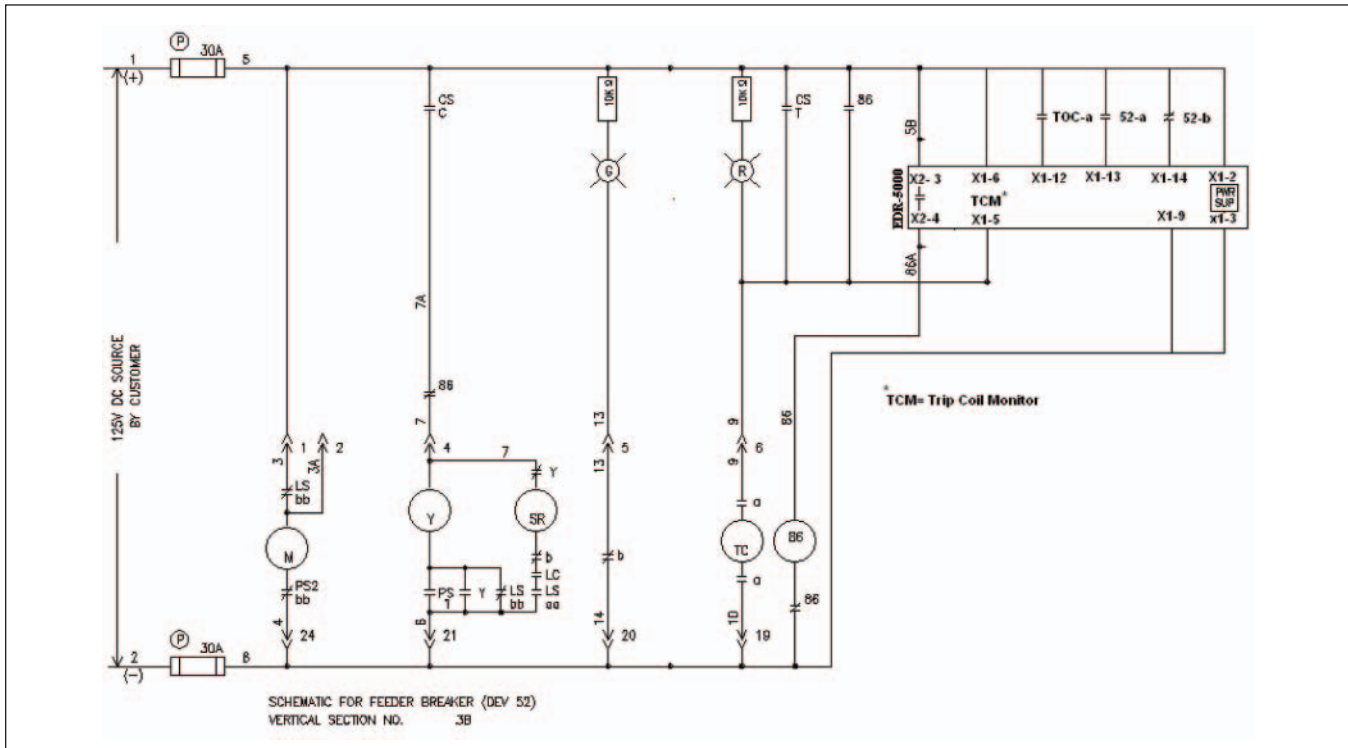 P
30A
1
(+)
5
CS
C
10K Ω
G
10K Ω
R
CS
T
86
5B
TOC-a
52-a
52-b
EDR-5000
X2- 3
X1-6
X1-12
X1-13
X1-14
X1-2
TCM*
PWR
SUP
X2-4
X1-5
X1-9
x1-3
86A
7A
125V DC SOURCE
BY CUSTOMER
*TCM= Trip Coil Monitor
86
7
13
9
86
1
2
4
7
5
6
3
3A
13
9
LS
bb
Y
a
M
Y
SR
TC
86
b
b
LC
PS2
bb
PS
1
Y
LS
bb
LS
aa
a
86
4
6
14
10
24
21
20
19
P
30A
2
(-)
8
SCHEMATIC FOR FEEDER BREAKER (DEV 52)
VERTICAL SECTION NO. 3B